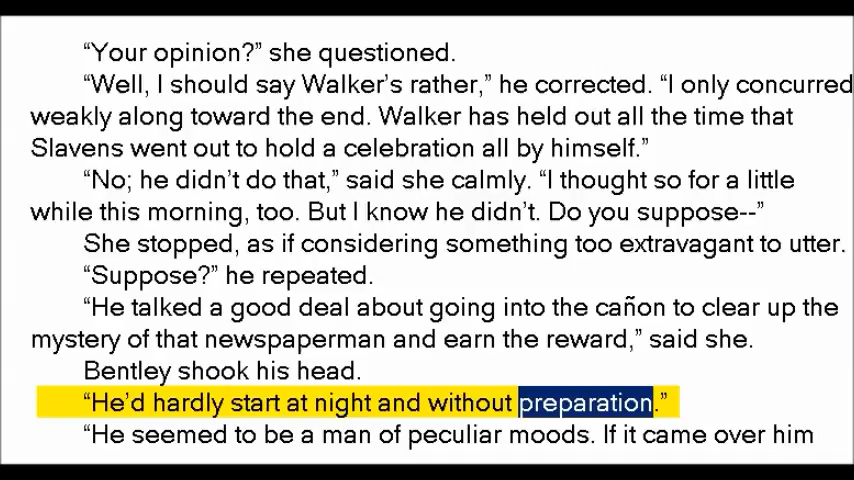 “Your opinion?” she questioned.
“Well, I should say Walker’s rather,” he corrected. “I only concurred
weakly along toward the end. Walker has held out all the time that
Slavens went out to hold a celebration all by himself.”
“No; he didn’t do that,” said she calmly. “I thought so for a little
while this morning, too. But I know he didn’t. Do you suppose--”
She stopped, as if considering something too extravagant to utter.
“Suppose?” he repeated.
“He talked a good deal about going into the cañon to clear up the
mystery of that newspaperman and earn the reward,” said she.
Bentley shook his head.
“He’d hardly start at night and without preparation.”
“He seemed to be a man of peculiar moods. If it came over him